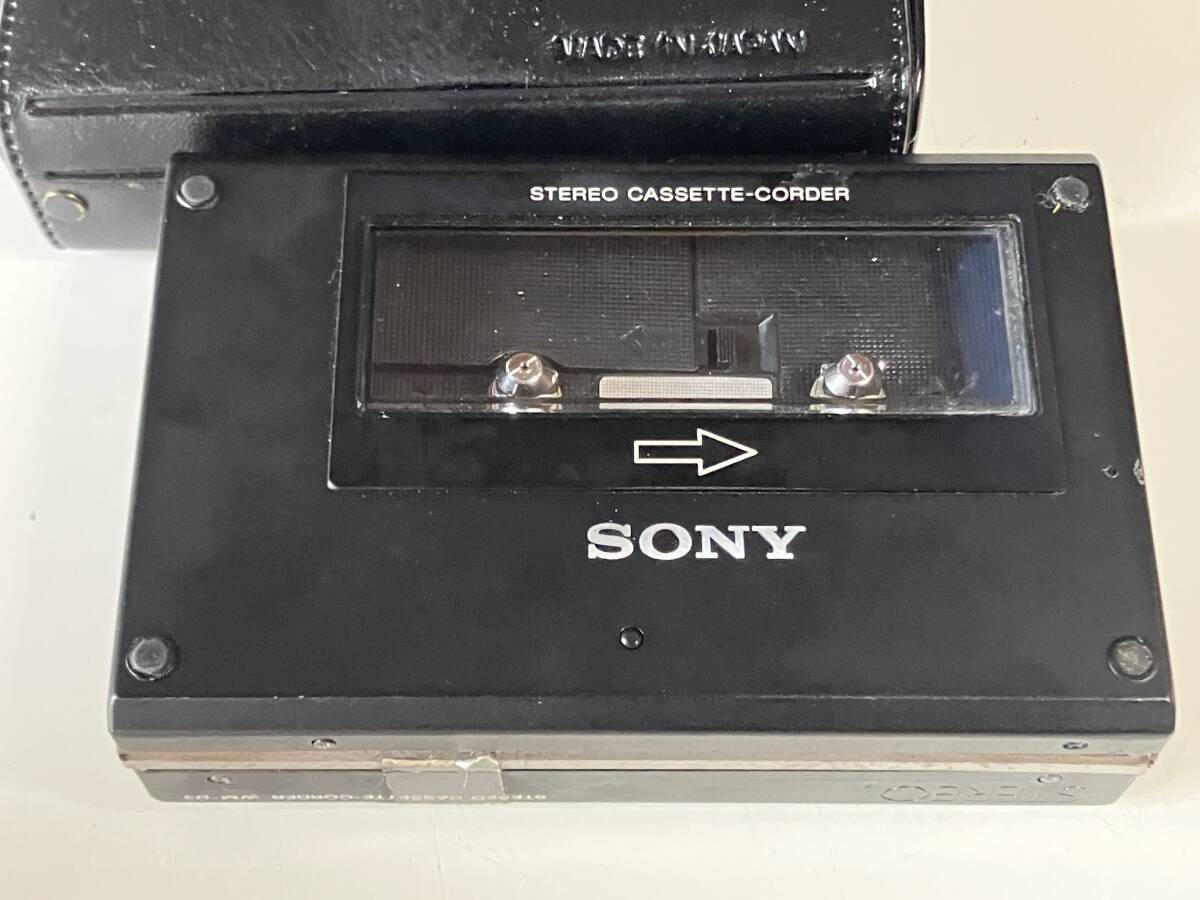 MADE IN JAPAN
STEREO CASSETTE-CORDER
SONY
STEREO CASSETTE-CORDER WM-D3
STEREO